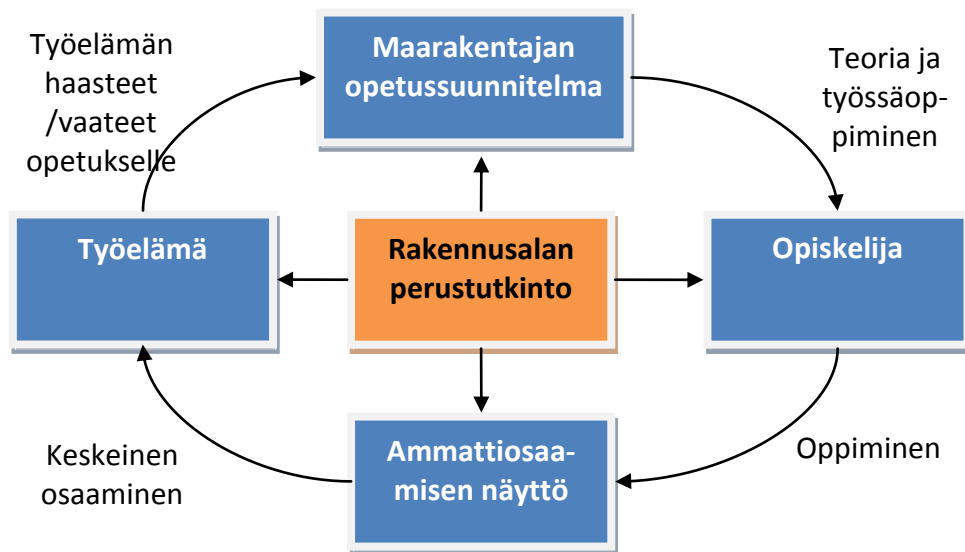 Työelämän
haasteet
/vaateet
opetukselle
Maarakentajan
opetussuunnitelma
Teoria ja
työssäop-
piminen
Työelämä
Rakennusalan
perustutkinto
Opiskelija
Keskeinen
osaaminen
Ammattiosaa-
misen näyttö
Oppiminen